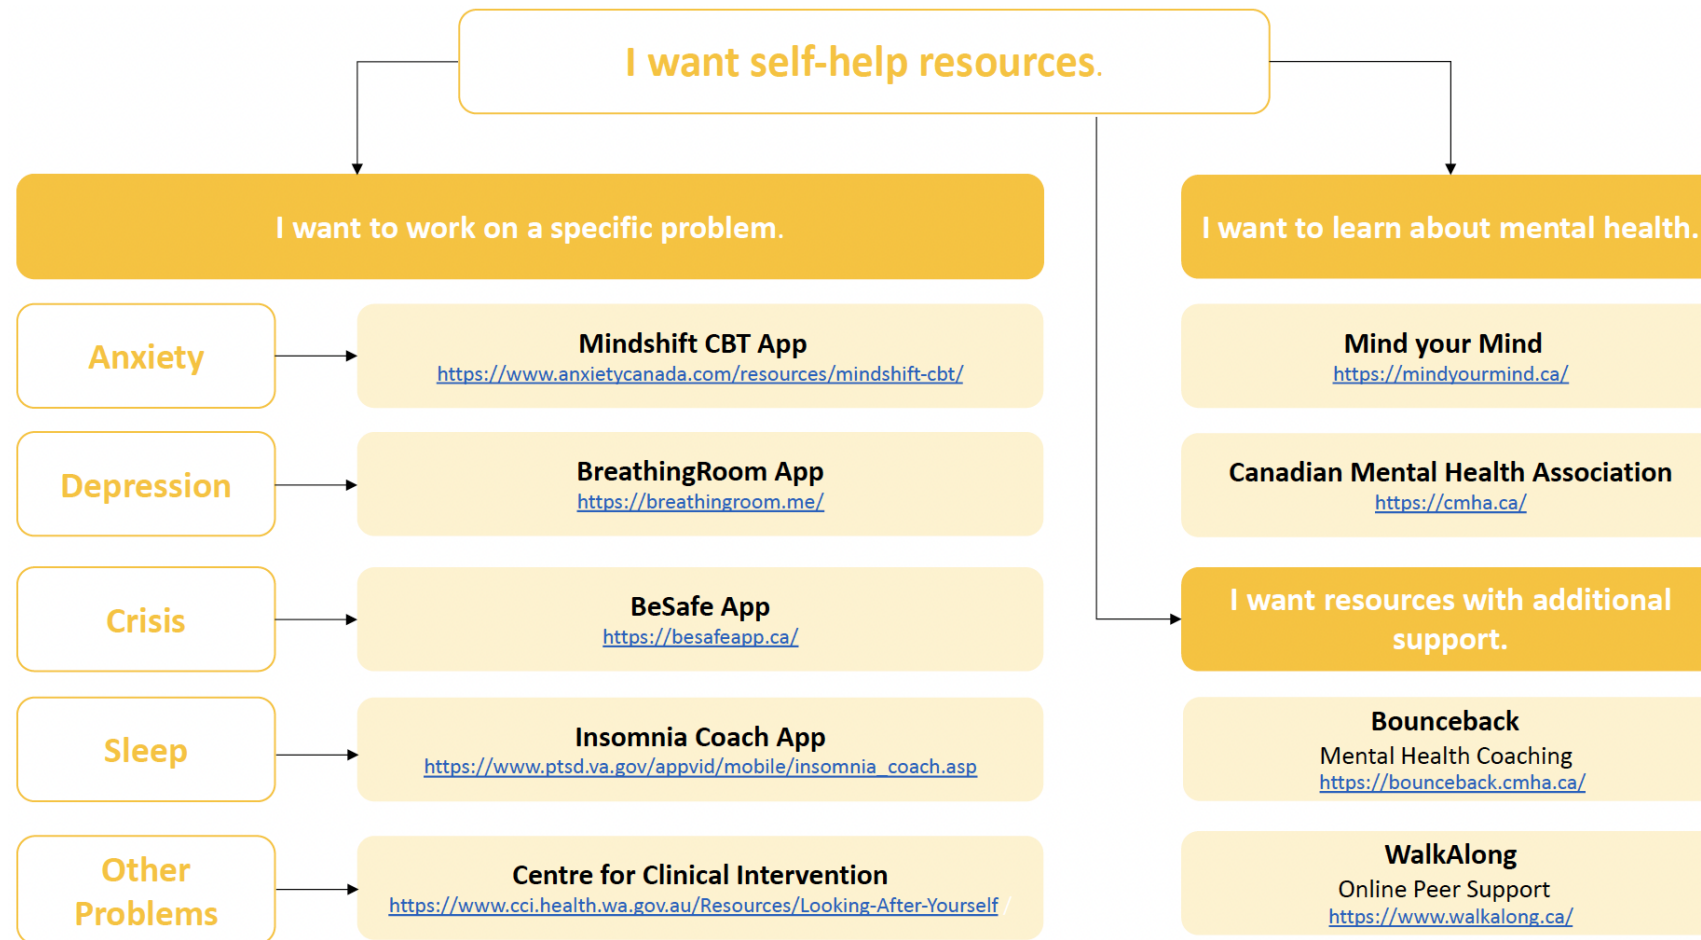 I want self-help resources.
I want to work on a specific problem.
Anxiety
Mindshift CBT App
https://www.anxietycanada.com/resources/mindshift-cbt/
Depression
BreathingRoom App
https://breathingroom.me/
Crisis
BeSafe App
https://besafeapp.ca/
Sleep
Insomnia Coach App
https://www.ptsd.va.gov/appvid/mobile/insomnia_coach.asp
Other
Problems
Centre for Clinical Intervention
https://www.cci.health.wa.gov.au/Resources/Looking-After-Yourself/
I want to learn about mental health.
Mind your Mind
https://mindyourmind.ca/
Canadian Mental Health Association
https://cmha.ca/
I want resources with additional
support.
Bounceback
Mental Health Coaching
https://bounceback.cmha.ca/
WalkAlong
Online Peer Support
https://www.walkalong.ca/